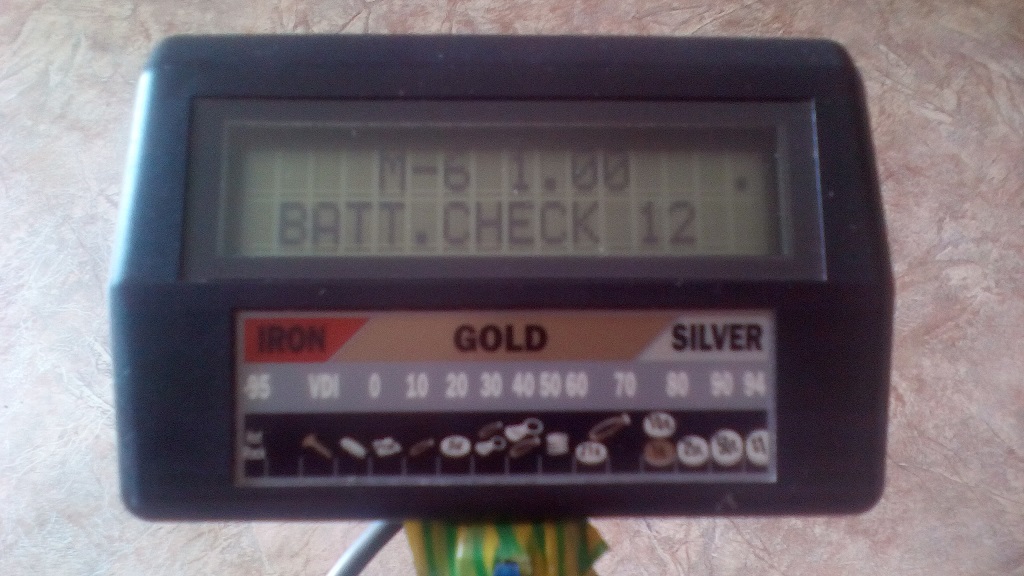 M-6 1.00 .
BATT.CHECK 12
IRON GOLD SILVER
-95 VDI 0 10 20 30 40 50 60 70 80 90 94